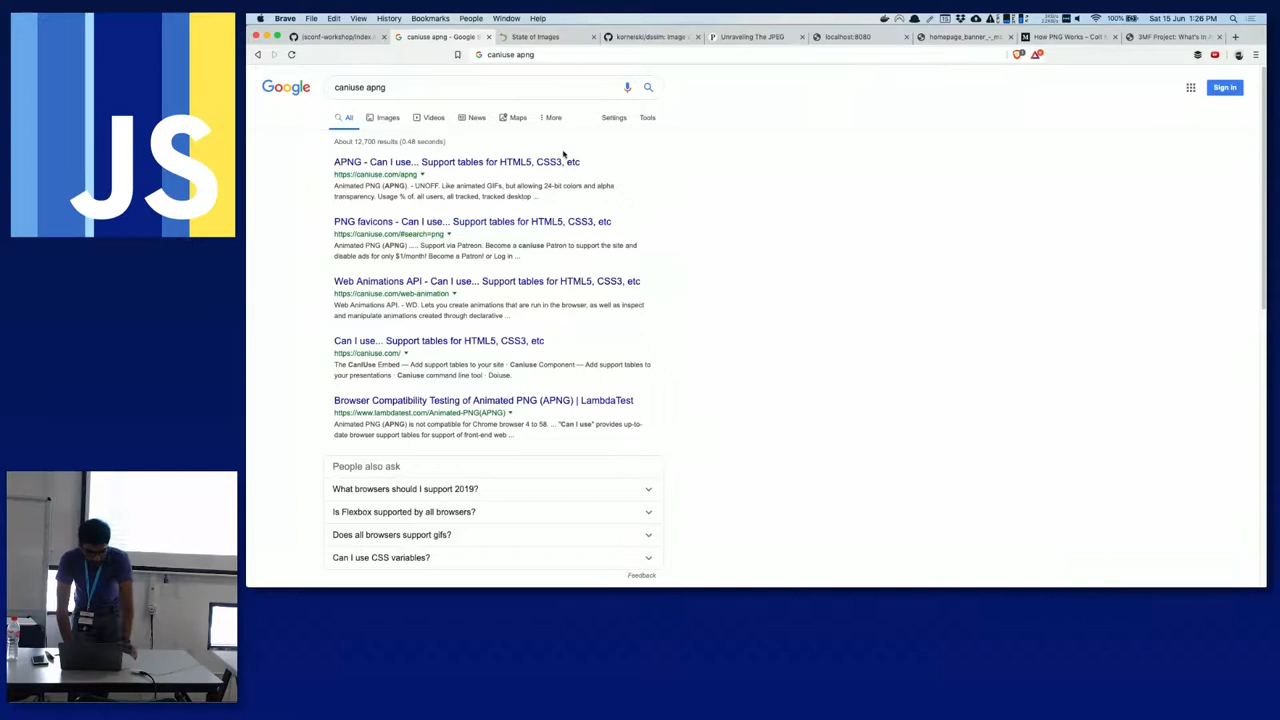 JS
Brave File Edit View History Bookmarks People Window Help
100% Sat 15 Jun 1:26 PM
jsconf-workshop/index.
caniuse apng - Google S
State of Images
kornelski/dssim: Image s
Unraveling The JPEG
localhost:8080
homepage_banner_-_m
How PNG Works – Colt
3MF Project: What's In
caniuse apng
Google
caniuse apng
Sign in
All Images Videos News Maps More Settings Tools
About 12,700 results (0.48 seconds)
APNG - Can I use... Support tables for HTML5, CSS3, etc
https://caniuse.com/apng
Animated PNG (APNG) - UNOFF. Like animated GIFs, but allowing 24-bit colors and alpha
transparency. Usage % of. all users, all tracked, tracked desktop ...
PNG favicons - Can I use... Support tables for HTML5, CSS3, etc
https://caniuse.com/#search=png
Animated PNG (APNG) ..... Support via Patreon. Become a caniuse Patron to support the site and
disable ads for only $1/month! Become a Patron! or Log in ...
Web Animations API - Can I use... Support tables for HTML5, CSS3, etc
https://caniuse.com/web-animation
Web Animations API. - WD. Lets you create animations that are run in the browser, as well as inspect
and manipulate animations created through declarative ...
Can I use... Support tables for HTML5, CSS3, etc
https://caniuse.com/
The CanIUse Embed — Add support tables to your site · Caniuse Component — Add support tables to
your presentations · Caniuse command line tool · Doiuse.
Browser Compatibility Testing of Animated PNG (APNG) | LambdaTest
https://www.lambdatest.com/Animated-PNG(APNG)
Animated PNG (APNG) is not compatible for Chrome browser 4 to 58. ... "Can I use" provides up-to-
date browser support tables for support of front-end web ...
People also ask
What browsers should I support 2019?
Is Flexbox supported by all browsers?
Does all browsers support gifs?
Can I use CSS variables?
Feedback